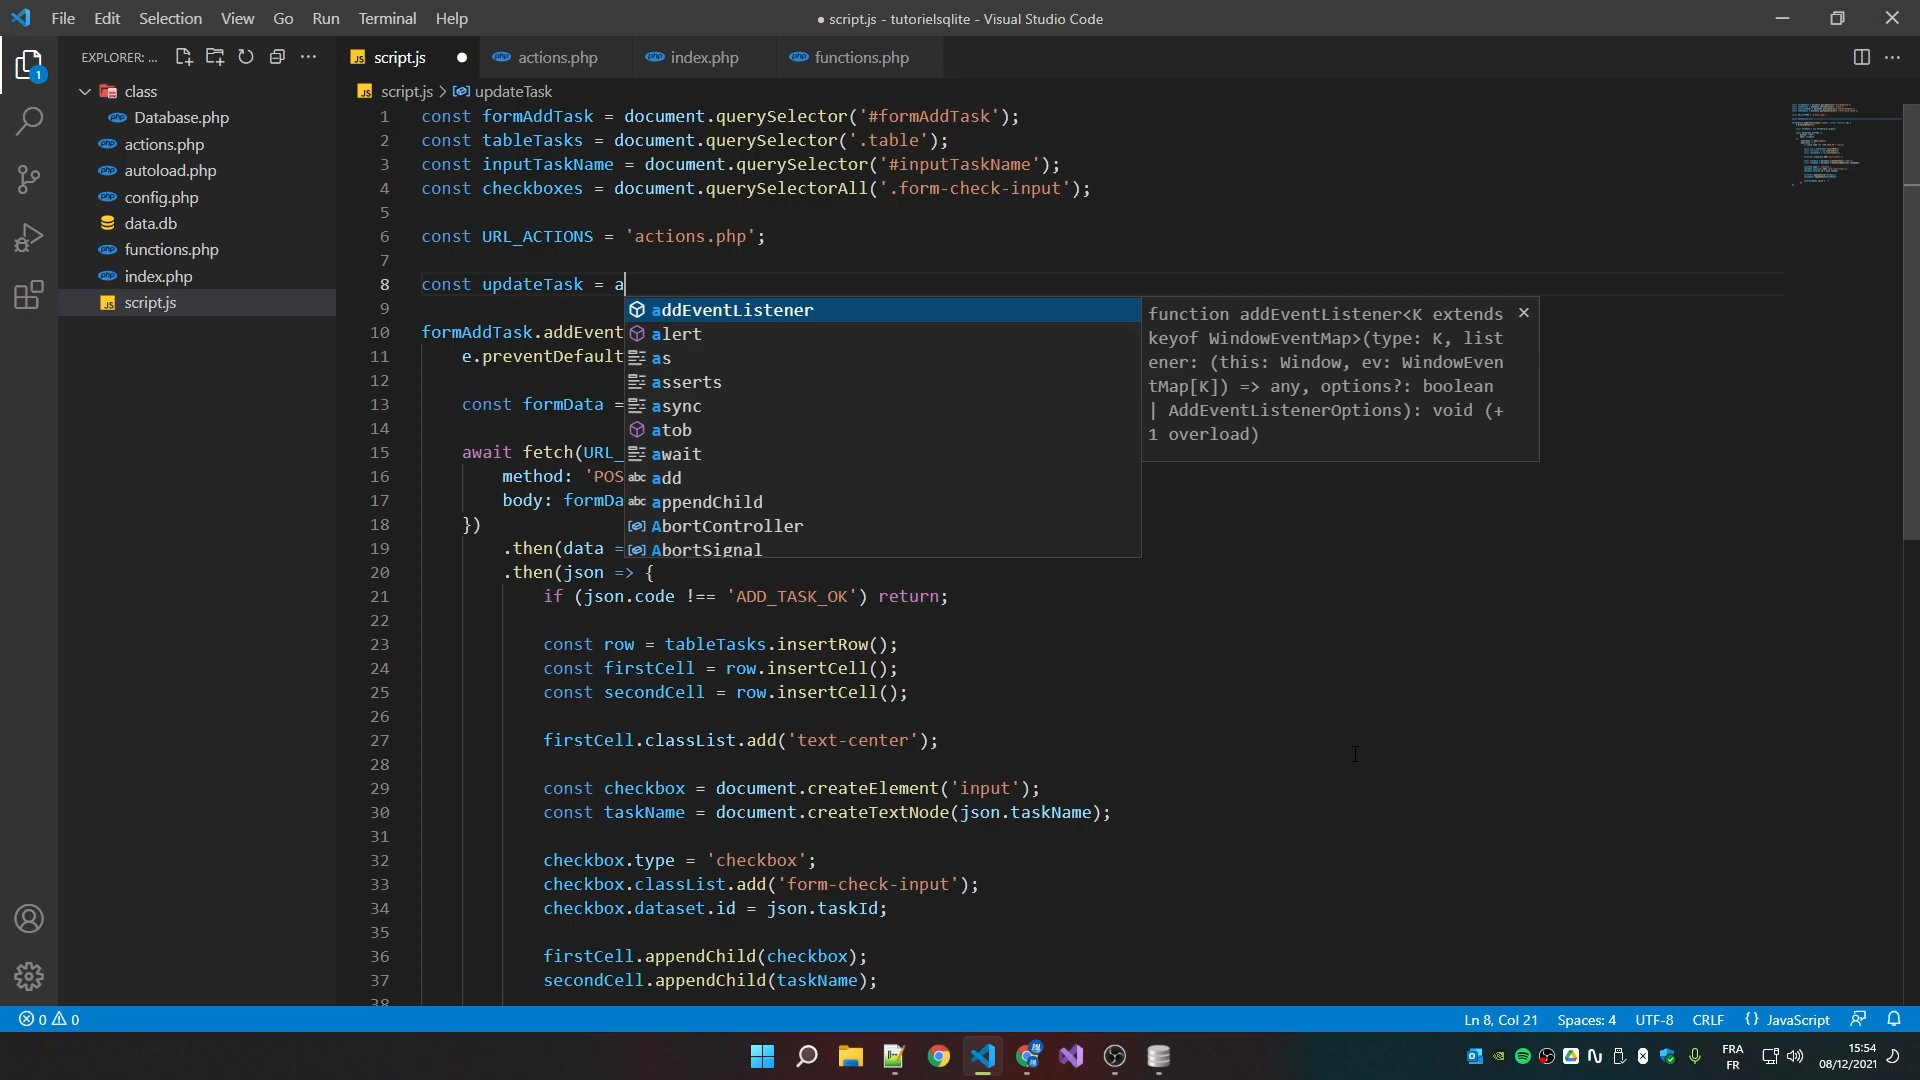 File Edit Selection View Go Run Terminal Help
● script.js - tutorielsqlite - Visual Studio Code
EXPLORER: ...
script.js
actions.php
index.php
functions.php
class
Database.php
actions.php
autoload.php
config.php
data.db
functions.php
index.php
script.js
1
script.js > updateTask
1 const formAddTask = document.querySelector('#formAddTask');
2 const tableTasks = document.querySelector('.table');
3 const inputTaskName = document.querySelector('#inputTaskName');
4 const checkboxes = document.querySelectorAll('.form-check-input');
5
6 const URL_ACTIONS = 'actions.php';
7
8 const updateTask = a
9
10 formAddTask.addEvent
11 e.preventDefault
12
13 const formData =
14
15 await fetch(URL_
16 method: 'POS
17 body: formDa
18 })
19 .then(data =
20 .then(json => {
21 if (json.code !== 'ADD_TASK_OK') return;
22
23 const row = tableTasks.insertRow();
24 const firstCell = row.insertCell();
25 const secondCell = row.insertCell();
26
27 firstCell.classList.add('text-center');
28
29 const checkbox = document.createElement('input');
30 const taskName = document.createTextNode(json.taskName);
31
32 checkbox.type = 'checkbox';
33 checkbox.classList.add('form-check-input');
34 checkbox.dataset.id = json.taskId;
35
36 firstCell.appendChild(checkbox);
37 secondCell.appendChild(taskName);
38
addEventListener
alert
as
asserts
async
atob
await
abc add
abc appendChild
AbortController
AbortSignal
function addEventListener<K extends
keyof WindowEventMap>(type: K, list
ener: (this: Window, ev: WindowEven
tMap[K]) => any, options?: boolean
| AddEventListenerOptions): void (+
1 overload)
0 0
Ln 8, Col 21 Spaces: 4 UTF-8 CRLF {} JavaScript
FRA
FR
15:54
08/12/2021